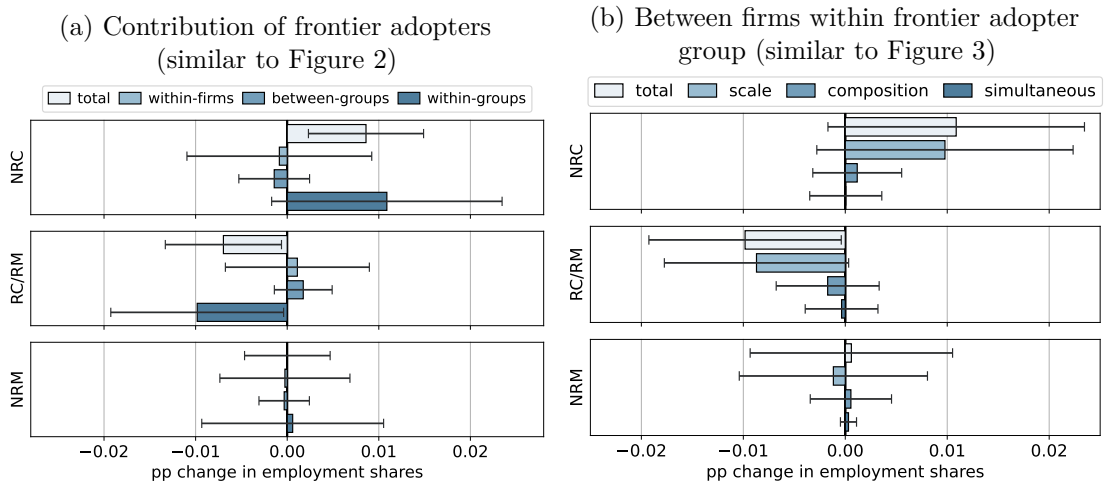 (a) Contribution of frontier adopters
(similar to Figure 2)
total within-firms between-groups within-groups
NRC
RC/RM
NRM
−0.02 −0.01 0.00 0.01 0.02
pp change in employment shares
(b) Between firms within frontier adopter
group (similar to Figure 3)
total scale composition simultaneous
NRC
RC/RM
NRM
−0.02 −0.01 0.00 0.01 0.02
pp change in employment shares